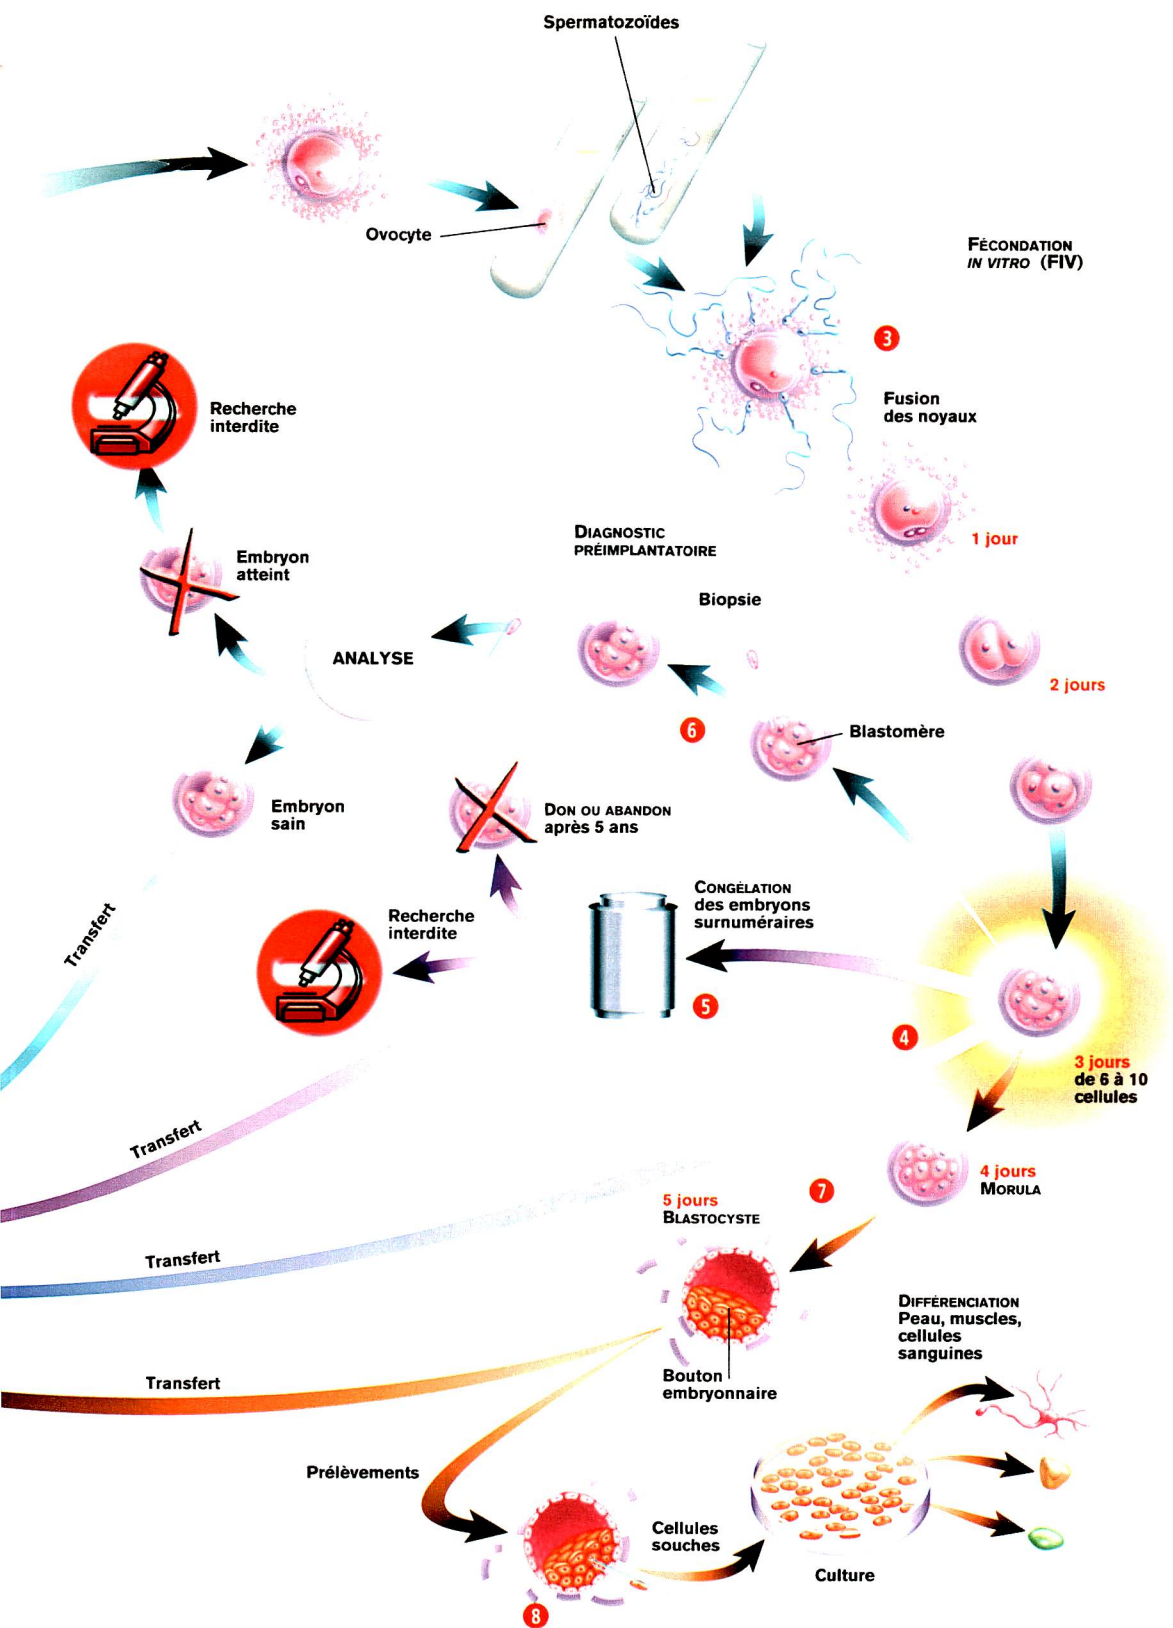 Spermatozoïdes
Ovocyte
FÉCONDATION
IN VITRO (FIV)
3
Fusion
des noyaux
Recherche
interdite
1 jour
DIAGNOSTIC
PRÉIMPLANTATOIRE
Embryon
atteint
Biopsie
ANALYSE
2 jours
6
Blastomère
Embryon
sain
DON OU ABANDON
après 5 ans
CONGÉLATION
des embryons
surnuméraires
Recherche
interdite
Transfert
5
4
3 jours
de 6 à 10
cellules
Transfert
4 jours
MORULA
7
5 jours
BLASTOCYSTE
Transfert
DIFFÉRENCIATION
Peau, muscles,
cellules
sanguines
Bouton
embryonnaire
Transfert
Prélèvements
Cellules
souches
Culture
8